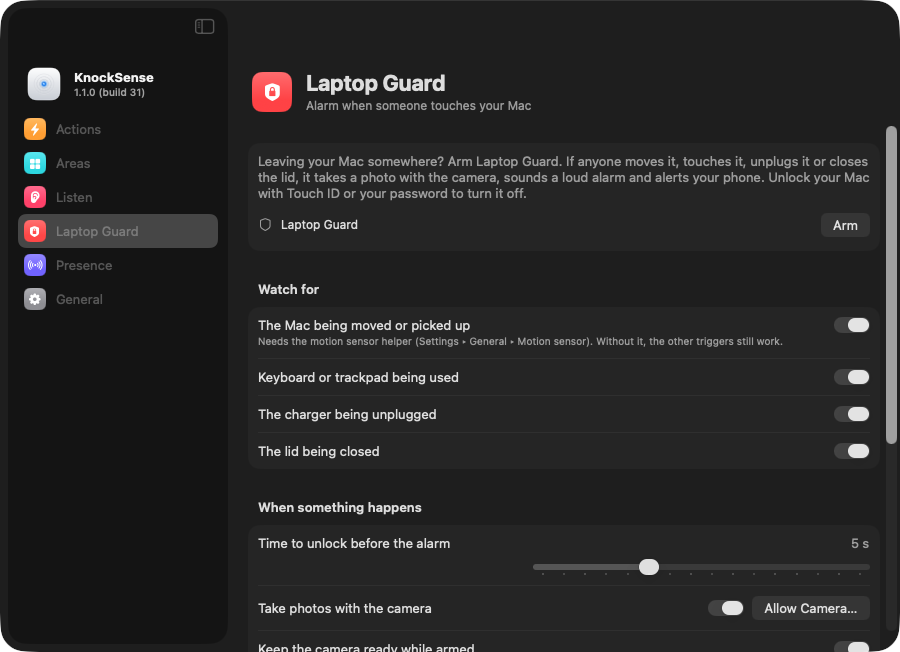 KnockSense
1.1.0 (build 31)
Actions
Areas
Listen
Laptop Guard
Presence
General
Laptop Guard
Alarm when someone touches your Mac
Leaving your Mac somewhere? Arm Laptop Guard. If anyone moves it, touches it, unplugs it or closes
the lid, it takes a photo with the camera, sounds a loud alarm and alerts your phone. Unlock your Mac
with Touch ID or your password to turn it off.
Laptop Guard
Arm
Watch for
The Mac being moved or picked up
Needs the motion sensor helper (Settings ▸ General ▸ Motion sensor). Without it, the other triggers still work.
Keyboard or trackpad being used
The charger being unplugged
The lid being closed
When something happens
Time to unlock before the alarm
5 s
Take photos with the camera
Allow Camera...
Keep the camera ready while armed